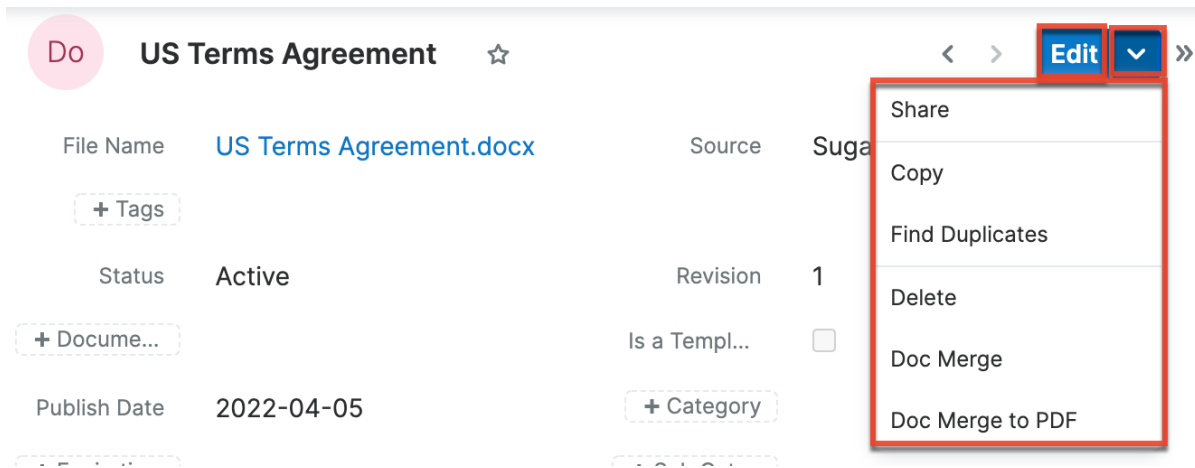 Do US Terms Agreement Edit
Share
File Name US Terms Agreement.docx Source Suga
Copy
+ Tags
Find Duplicates
Status Active Revision 1
Delete
+ Docume... Is a Templ...
Doc Merge
Publish Date 2022-04-05 + Category
Doc Merge to PDF